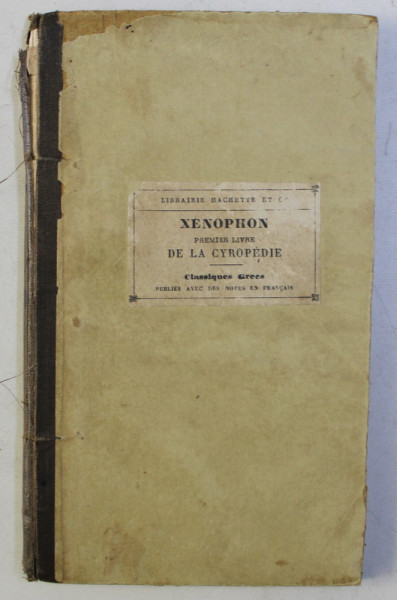 LIBRAIRIE HACHETTE ET Cⁱᵉ
XENOPHON
PREMIER LIVRE
DE LA CYROPÉDIE
Classiques Grecs
PUBLIÉS AVEC DES NOTES EN FRANÇAIS